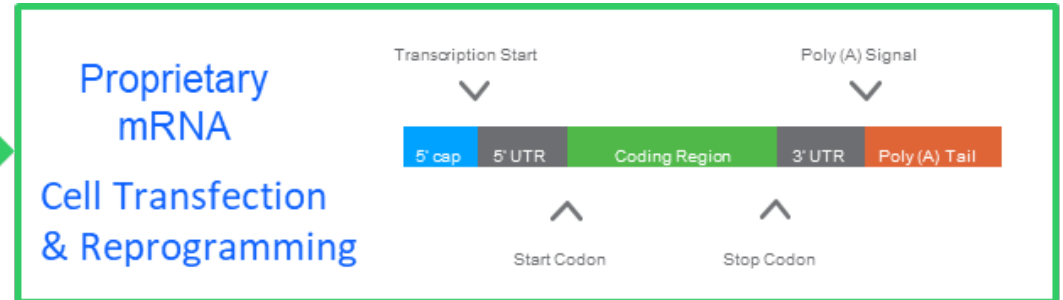 Proprietary
mRNA
Cell Transfection
& Reprogramming
Transcription Start
Poly (A) Signal
5' cap
5' UTR
Coding Region
3' UTR
Poly (A) Tail
Start Codon
Stop Codon